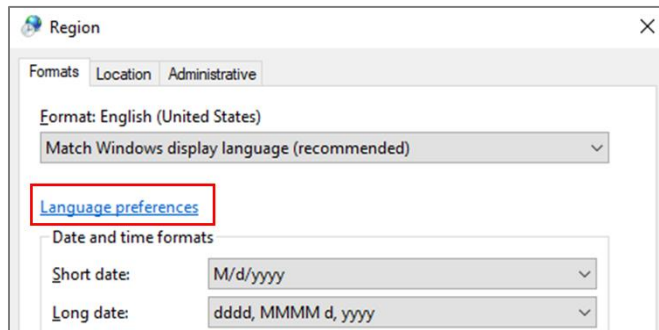 Region
Formats Location Administrative
Format: English (United States)
Match Windows display language (recommended)
Language preferences
Date and time formats
Short date: M/d/yyyy
Long date: dddd, MMMM d, yyyy